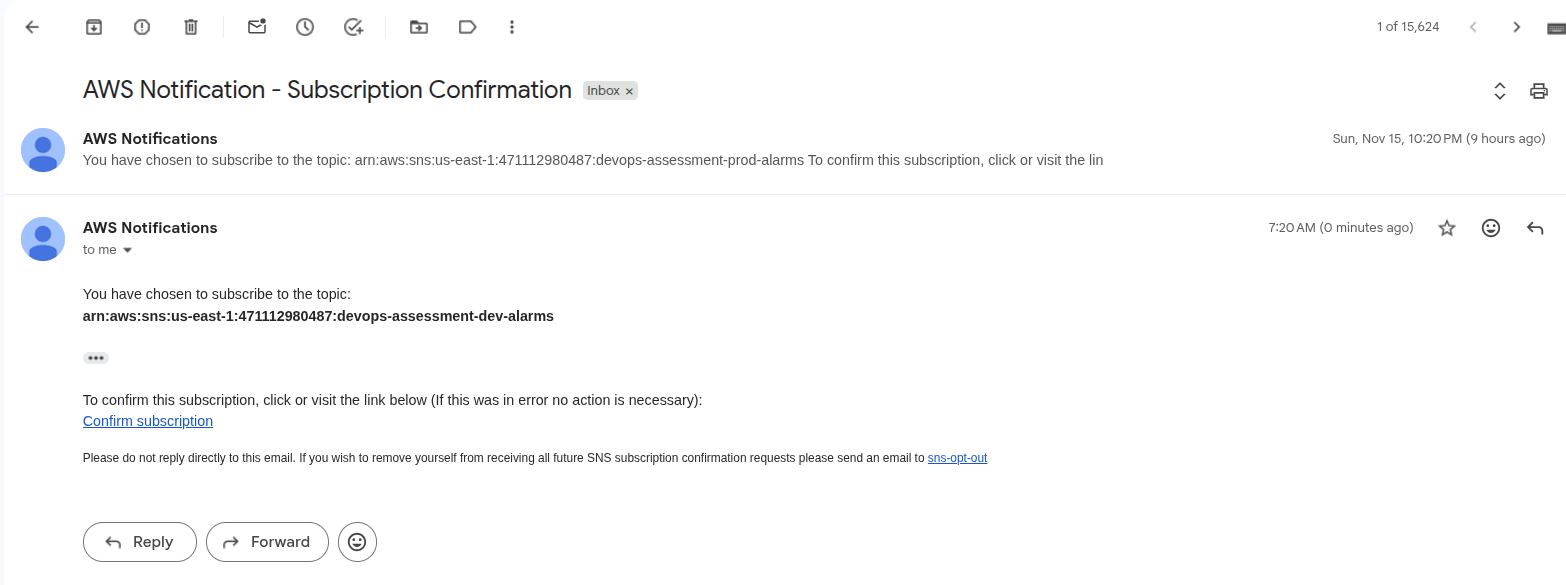 1 of 15,624
AWS Notification - Subscription Confirmation Inbox ×
AWS Notifications Sun, Nov 15, 10:20 PM (9 hours ago)
You have chosen to subscribe to the topic: arn:aws:sns:us-east-1:471112980487:devops-assessment-prod-alarms To confirm this subscription, click or visit the lin
AWS Notifications 7:20 AM (0 minutes ago)
to me
You have chosen to subscribe to the topic:
arn:aws:sns:us-east-1:471112980487:devops-assessment-dev-alarms
To confirm this subscription, click or visit the link below (If this was in error no action is necessary):
Confirm subscription
Please do not reply directly to this email. If you wish to remove yourself from receiving all future SNS subscription confirmation requests please send an email to sns-opt-out
Reply Forward